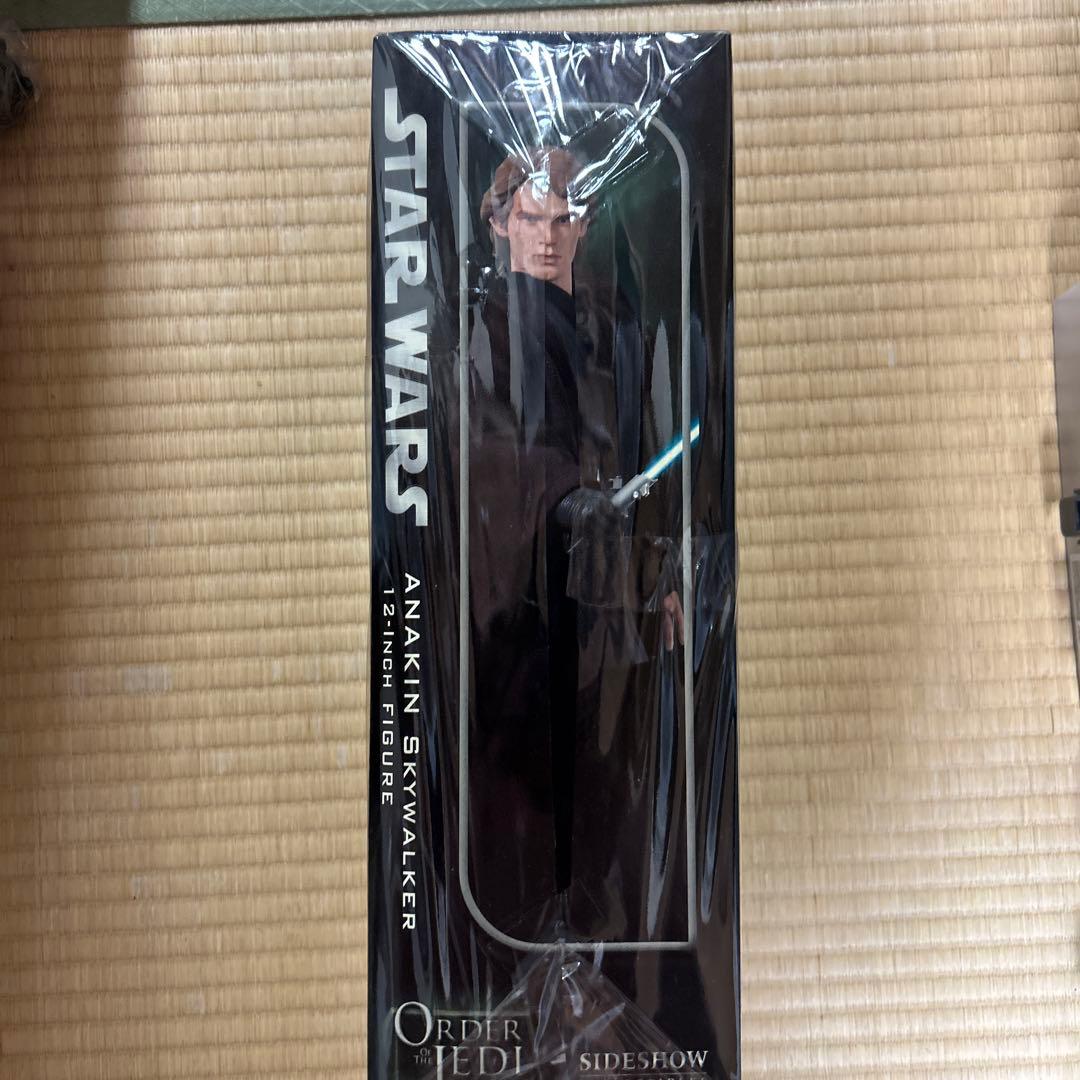 STAR WARS
ANAKIN SKYWALKER
12-INCH FIGURE
ORDER
OF THE
JEDI
SIDESHOW